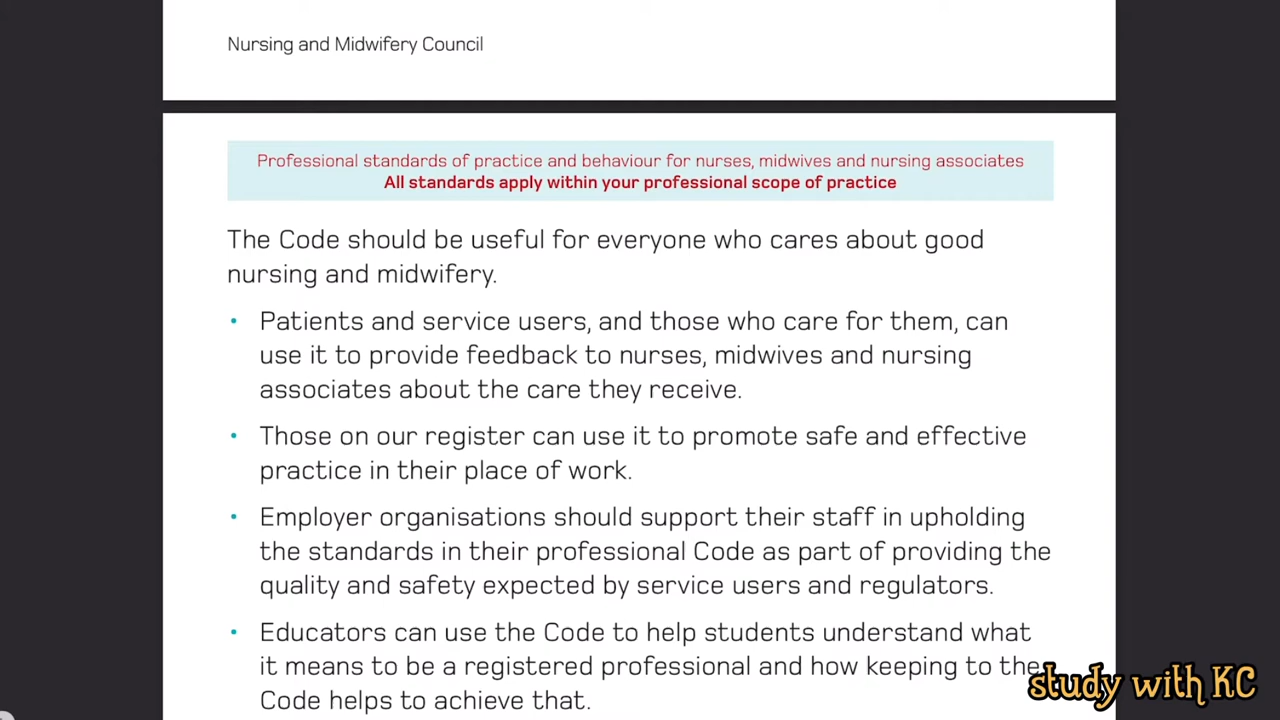 Nursing and Midwifery Council
Professional standards of practice and behaviour for nurses, midwives and nursing associates
All standards apply within your professional scope of practice
The Code should be useful for everyone who cares about good
nursing and midwifery.
• Patients and service users, and those who care for them, can
use it to provide feedback to nurses, midwives and nursing
associates about the care they receive.
• Those on our register can use it to promote safe and effective
practice in their place of work.
• Employer organisations should support their staff in upholding
the standards in their professional Code as part of providing the
quality and safety expected by service users and regulators.
• Educators can use the Code to help students understand what
it means to be a registered professional and how keeping to the
Code helps to achieve that.
study with KC